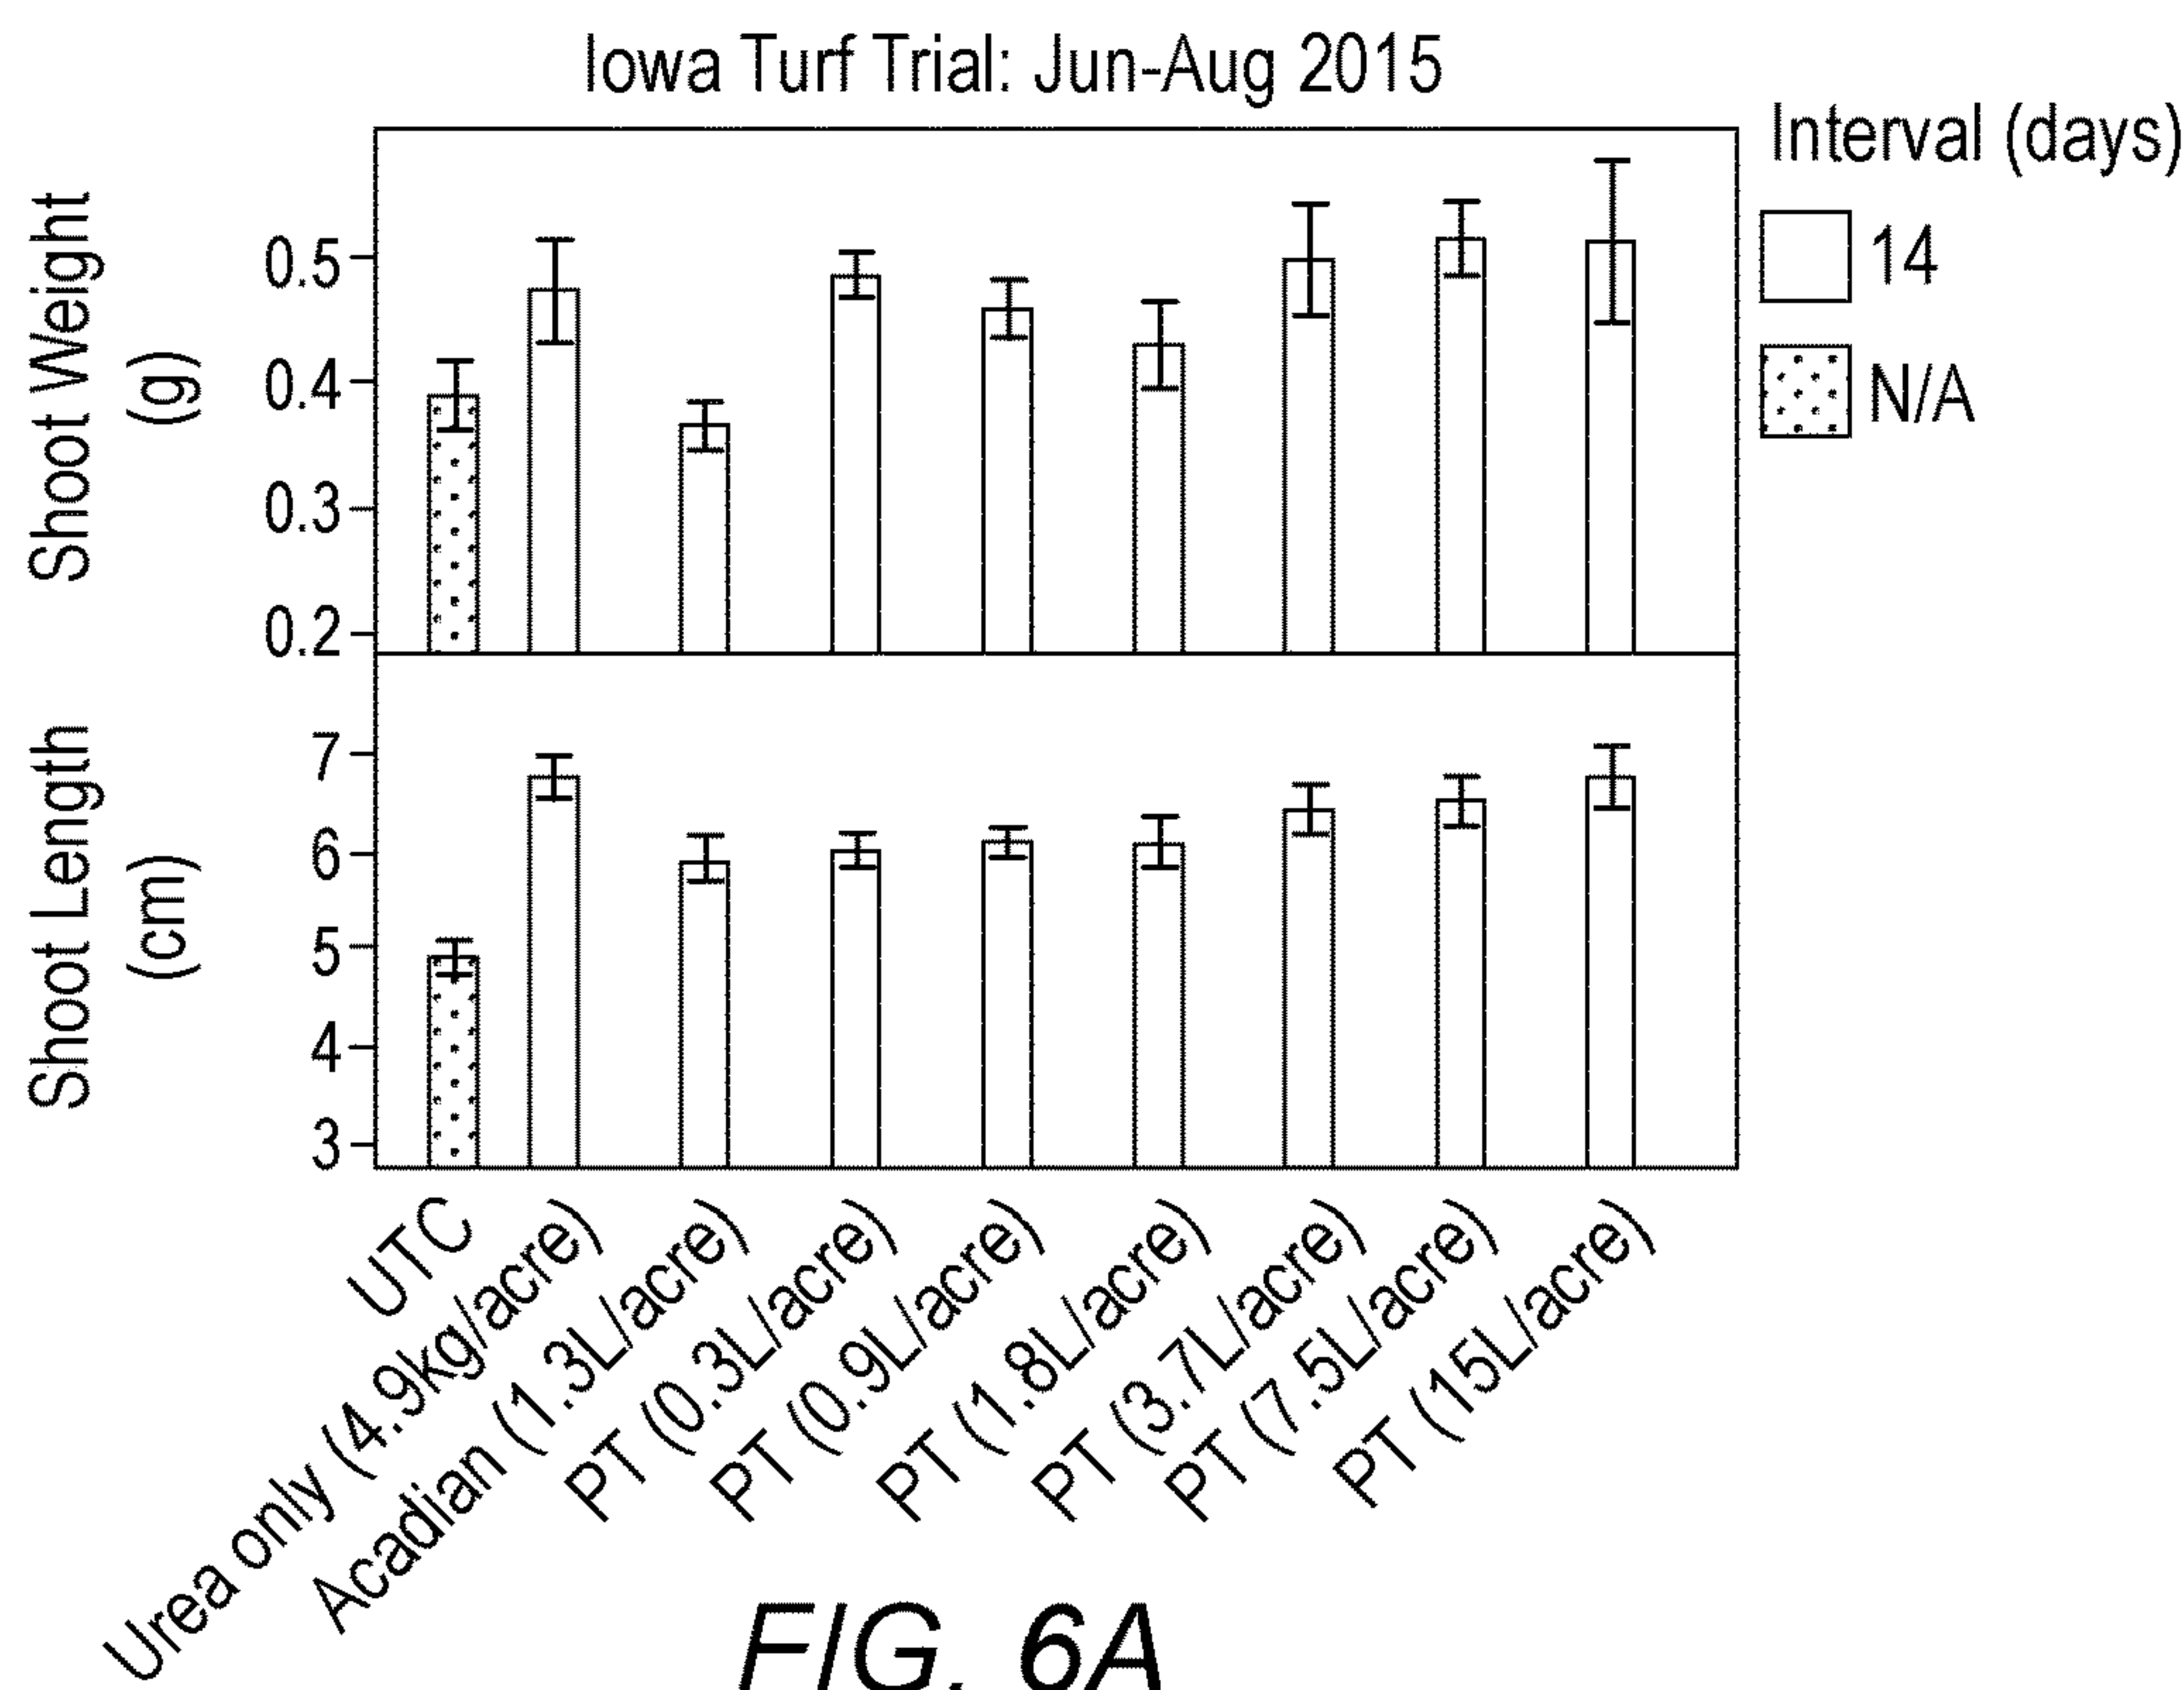 Iowa Turf Trial: Jun-Aug 2015
Interval (days)
14
N/A
Shoot Weight
(g)
0.5
0.4
0.3
0.2
Shoot Length
(cm)
7
6
5
4
3
UTC
Urea only (4.9kg/acre)
Acadian (1.3L/acre)
PT (0.3L/acre)
PT (0.9L/acre)
PT (1.8L/acre)
PT (3.7L/acre)
PT (7.5L/acre)
PT (15L/acre)
FIG. 6A